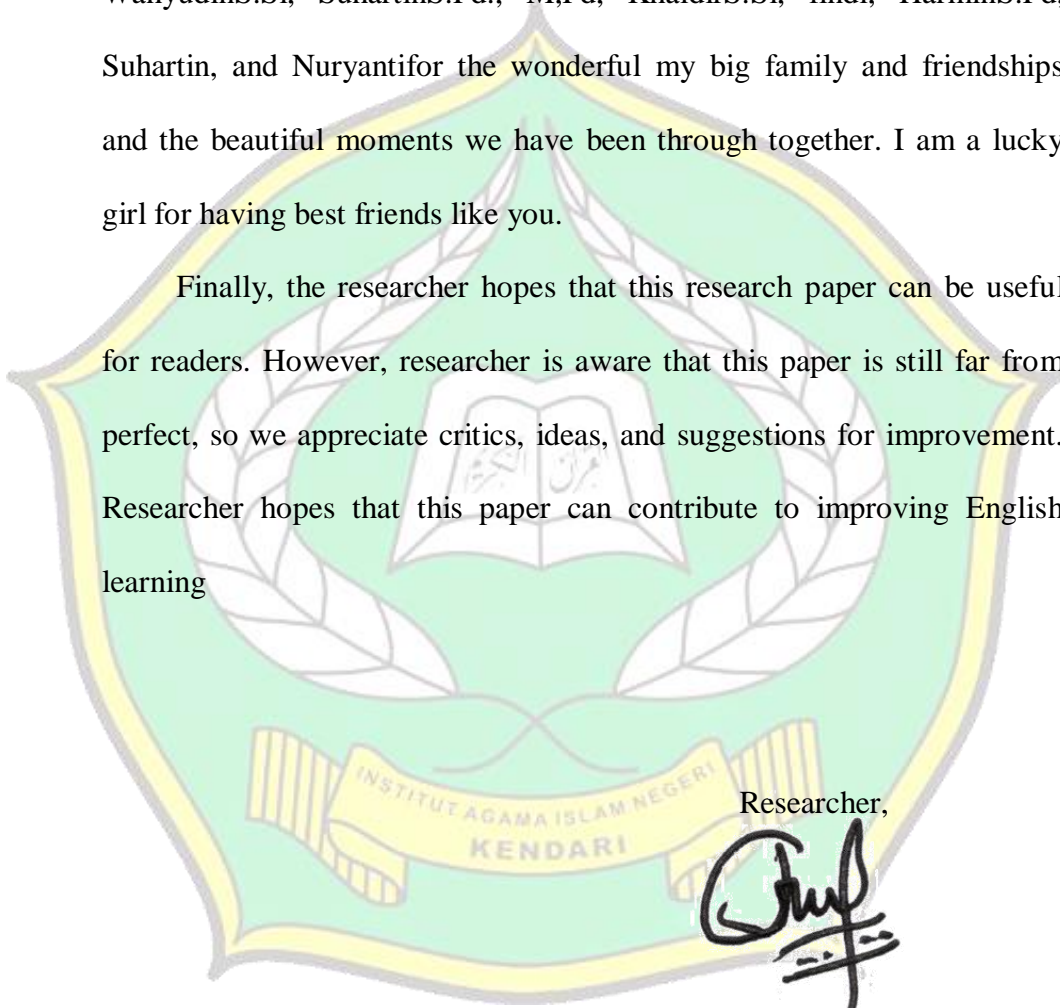 Suhartin, and Nuryantifor the wonderful my big family and friendships
and the beautiful moments we have been through together. I am a lucky
girl for having best friends like you.
Finally, the researcher hopes that this research paper can be useful
for readers. However, researcher is aware that this paper is still far from
perfect, so we appreciate critics, ideas, and suggestions for improvement.
Researcher hopes that this paper can contribute to improving English
learning
القرآن الكريم
INSTITUT AGAMA ISLAM NEGERI
KENDARI
Researcher,